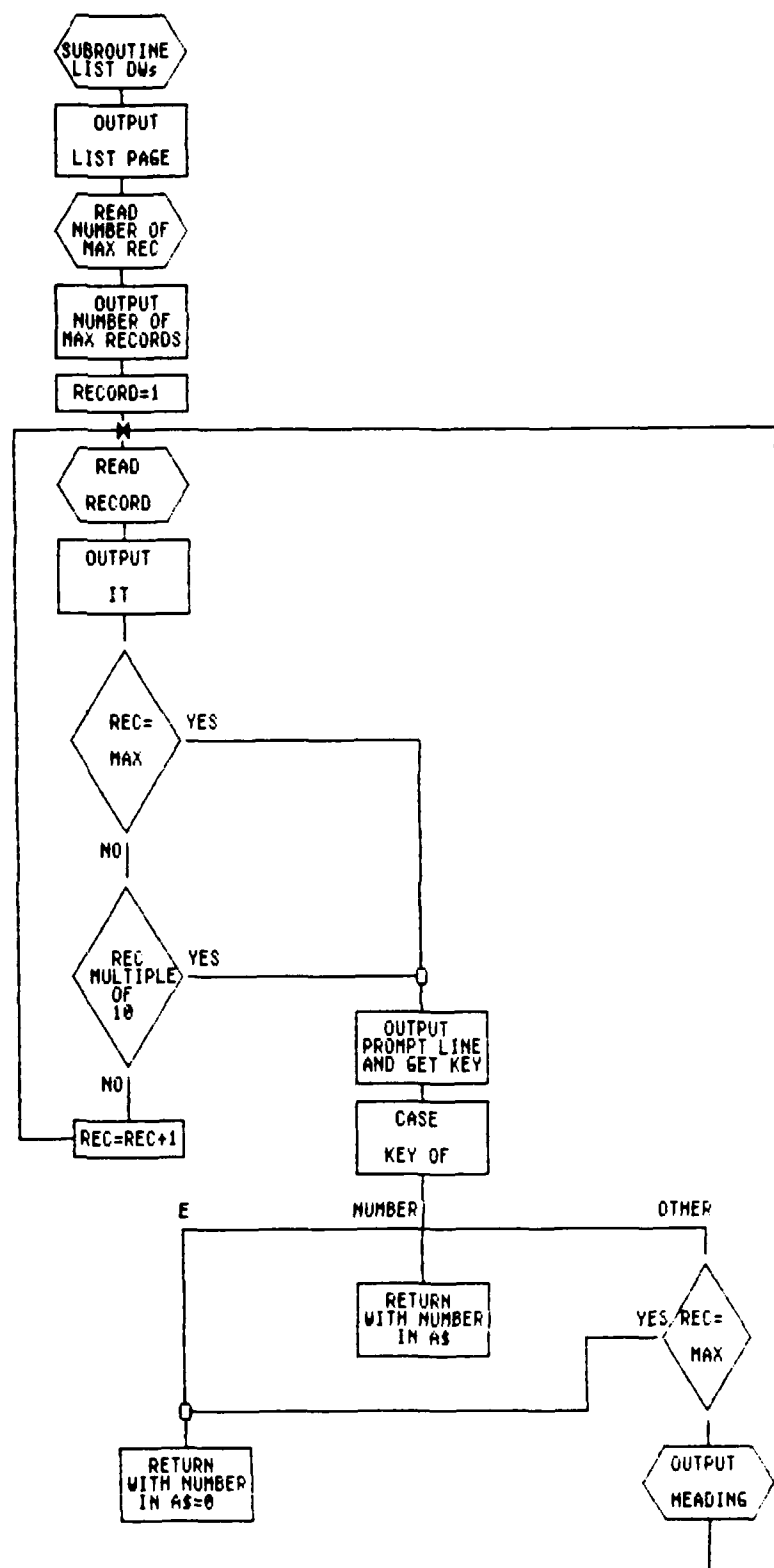 SUBROUTINE
LIST DWs
OUTPUT
LIST PAGE
READ
NUMBER OF
MAX REC
OUTPUT
NUMBER OF
MAX RECORDS
RECORD=1
READ
RECORD
OUTPUT
IT
REC=
MAX
YES
NO
REC
MULTIPLE
OF
10
YES
NO
REC=REC+1
OUTPUT
PROMPT LINE
AND GET KEY
CASE
KEY OF
E
NUMBER
OTHER
RETURN
WITH NUMBER
IN A$
YES
REC=
MAX
RETURN
WITH NUMBER
IN A$=0
OUTPUT
HEADING